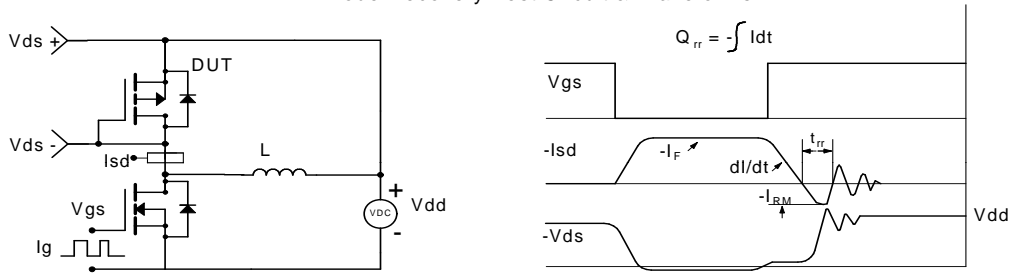 Vds +
DUT
Vds -
Isd
L
Vgs
Ig
VDC
+
-
Vdd
Q rr = -∫ Idt
Vgs
-Isd
-I F
dI/dt
t rr
-I RM
Vdd
-Vds